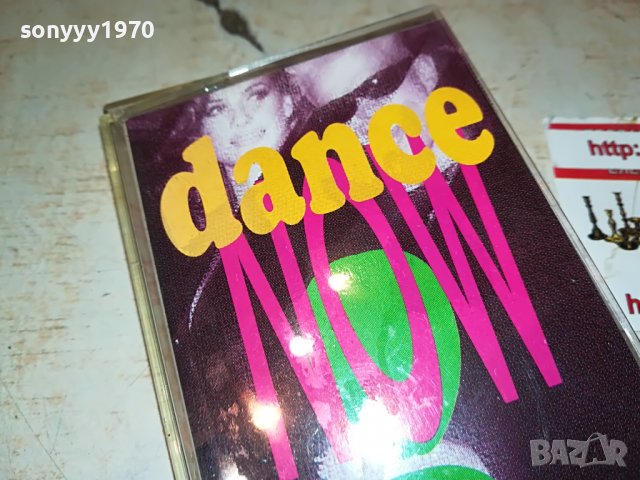 sonyyy1970
dance
NOW
http:
h
BAZAR